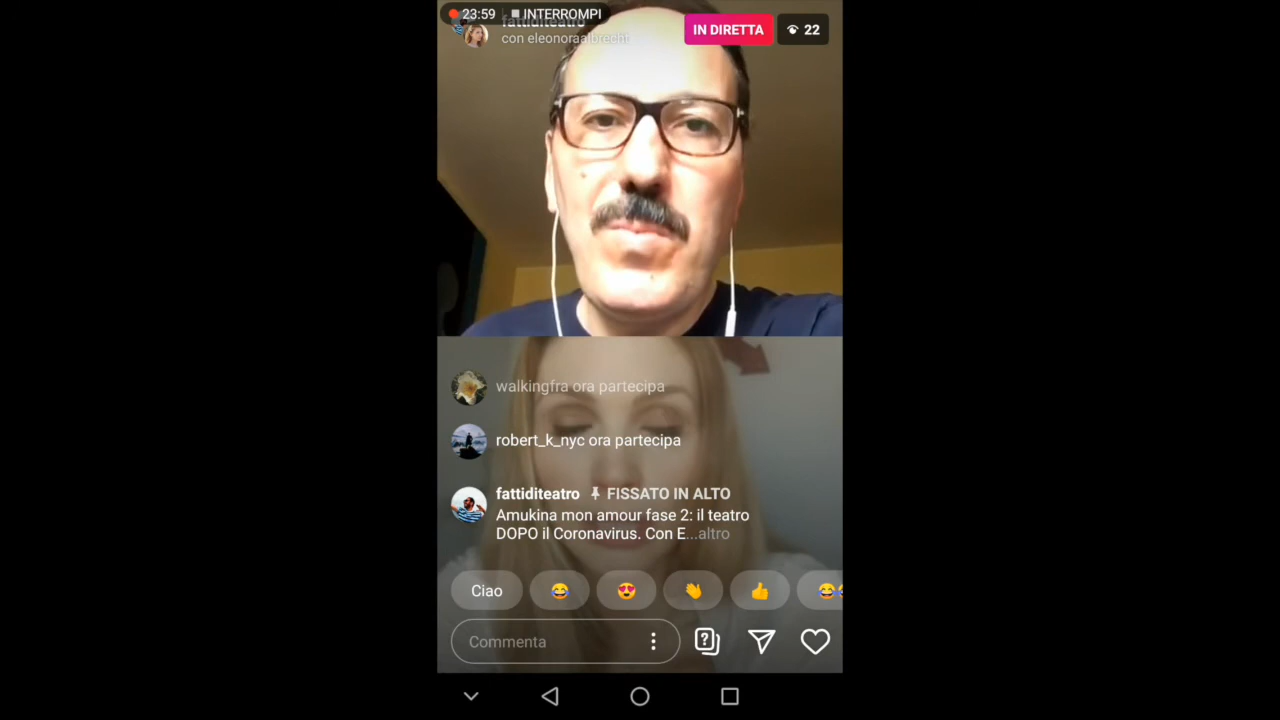 23:59 INTERROMPI
fattiditeatro
con eleonoraalbrecht
IN DIRETTA
22
walkingfra ora partecipa
robert_k_nyc ora partecipa
fattiditeatro FISSATO IN ALTO
Amukina mon amour fase 2: il teatro
DOPO il Coronavirus. Con E...altro
Ciao
Commenta